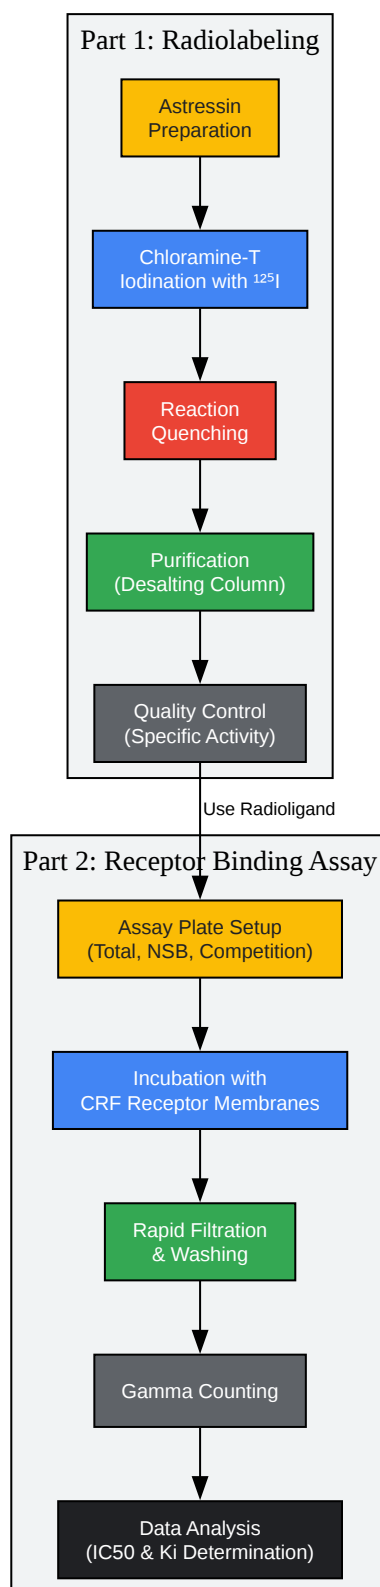 Part 1: Radiolabeling
Astressin
Preparation
Chloramine-T
Iodination with ¹²⁵I
Reaction
Quenching
Purification
(Desalting Column)
Quality Control
(Specific Activity)
Use Radioligand
Part 2: Receptor Binding Assay
Assay Plate Setup
(Total, NSB, Competition)
Incubation with
CRF Receptor Membranes
Rapid Filtration
& Washing
Gamma Counting
Data Analysis
(IC50 & Ki Determination)